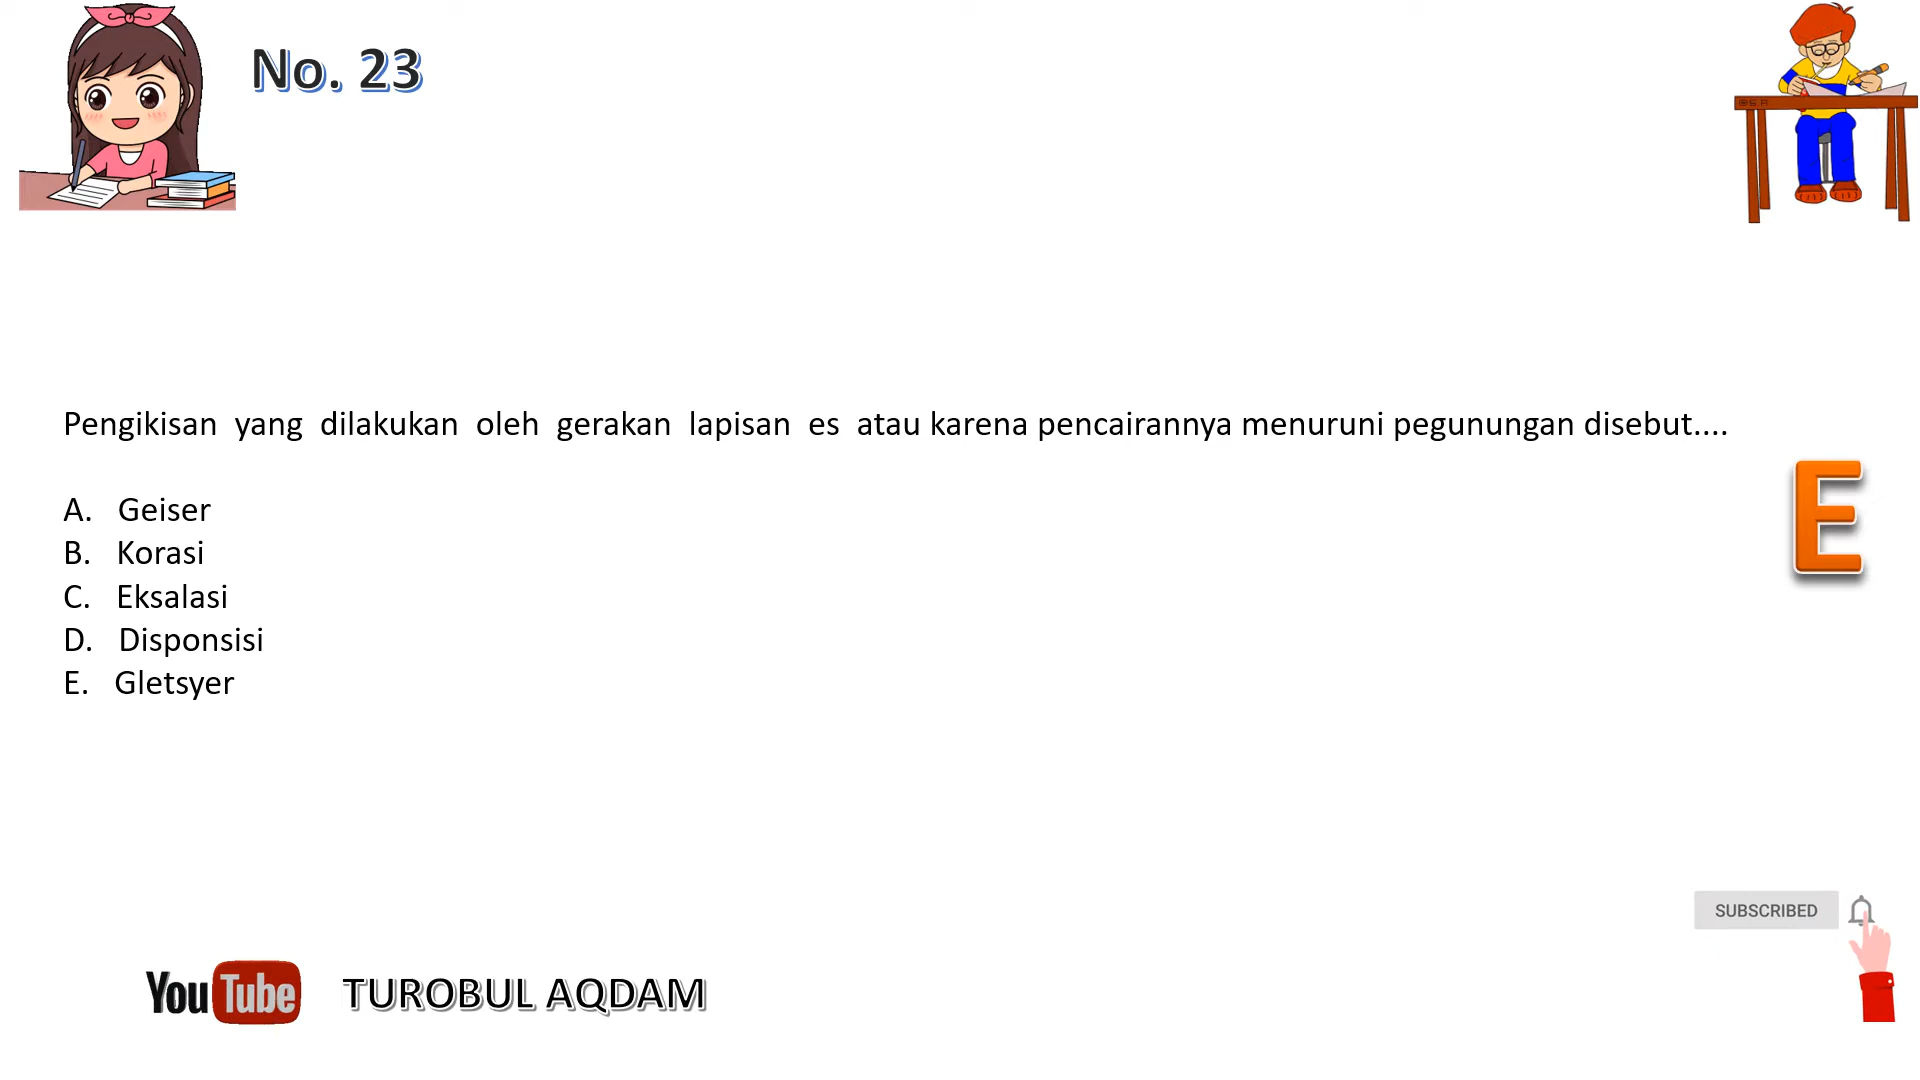 No. 23
Pengikisan yang dilakukan oleh gerakan lapisan es atau karena pencairannya menuruni pegunungan disebut....
A. Geiser
B. Korasi
C. Eksalasi
D. Disponsisi
E. Gletsyer
E
SUBSCRIBED
YouTube TUROBUL AQDAM